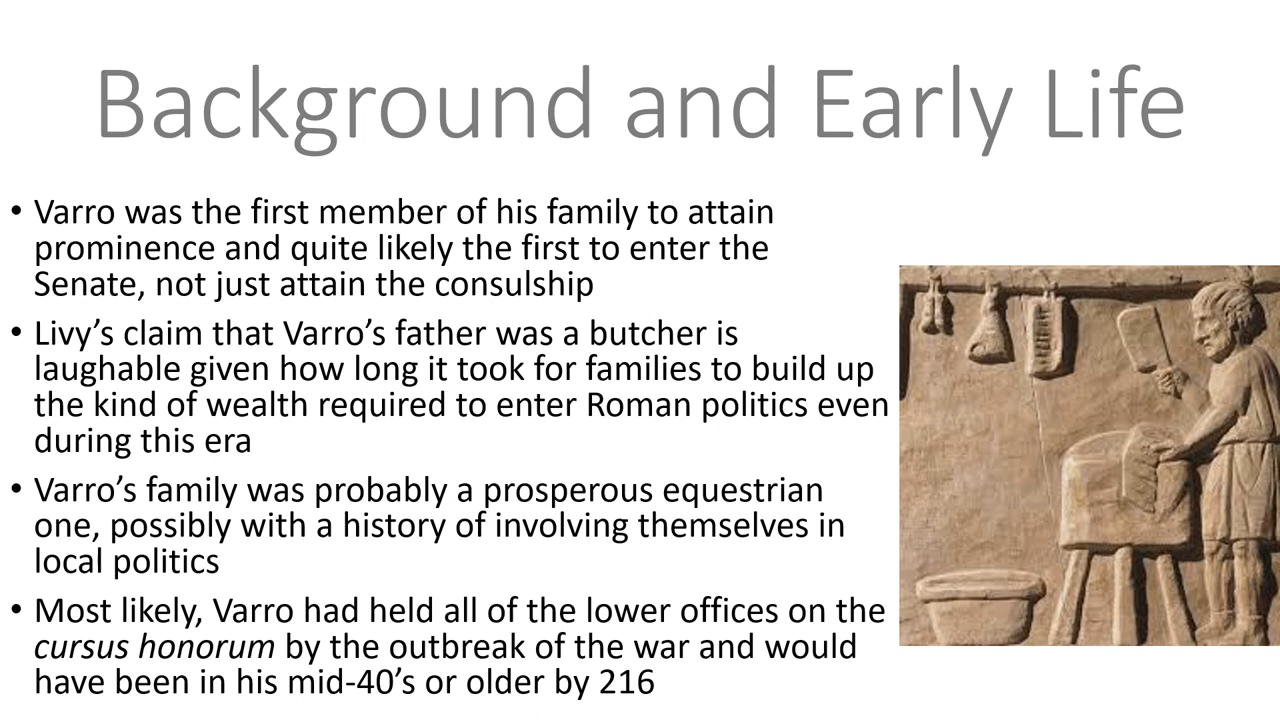 Background and Early Life
• Varro was the first member of his family to attain
prominence and quite likely the first to enter the
Senate, not just attain the consulship
• Livy’s claim that Varro’s father was a butcher is
laughable given how long it took for families to build up
the kind of wealth required to enter Roman politics even
during this era
• Varro’s family was probably a prosperous equestrian
one, possibly with a history of involving themselves in
local politics
• Most likely, Varro had held all of the lower offices on the
cursus honorum by the outbreak of the war and would
have been in his mid-40’s or older by 216